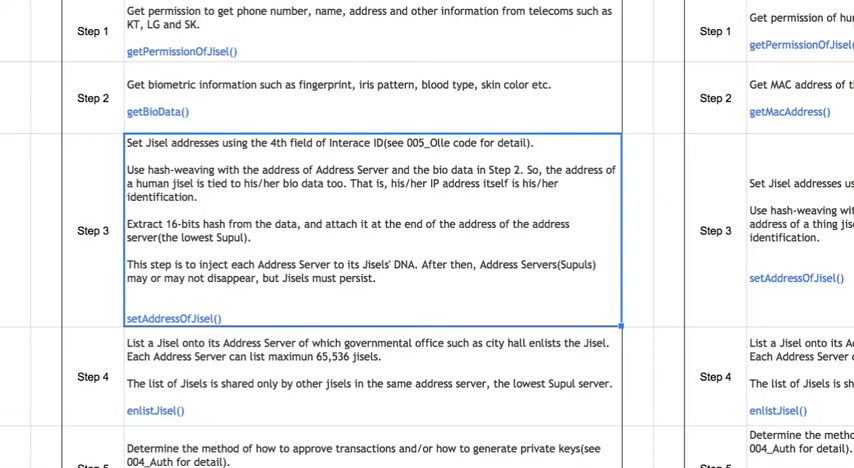 Step 1
Get permission to get phone number, name, address and other information from telecoms such as
KT, LG and SK.
getPermissionOfJisel()
Step 2
Get biometric information such as fingerprint, iris pattern, blood type, skin color etc.
getBioData()
Step 3
Set Jisel addresses using the 4th field of Interace ID(see 005_Olle code for detail).
Use hash-weaving with the address of Address Server and the bio data in Step 2. So, the address of
a human jisel is tied to his/her bio data too. That is, his/her IP address itself is his/her
identification.
Extract 16-bits hash from the data, and attach it at the end of the address of the address
server(the lowest Supul).
This step is to inject each Address Server to its Jisels' DNA. After then, Address Servers(Supuls)
may or may not disappear, but Jisels must persist.
setAddressOfJisel()
Step 4
List a Jisel onto its Address Server of which governmental office such as city hall enlists the Jisel.
Each Address Server can list maximun 65,536 jisels.
The list of Jisels is shared only by other jisels in the same address server, the lowest Supul server.
enlistJisel()
Step 5
Determine the method of how to approve transactions and/or how to generate private keys(see
004_Auth for detail).
Step 1
Get permission of hu
getPermissionOfJisel(
Step 2
Get MAC address of t
getMacAddress()
Step 3
Set Jisel addresses us
Use hash-weaving wit
address of a thing jise
identification.
setAddressOfJisel()
Step 4
List a Jisel onto its A
Each Address Server c
The list of Jisels is sh
enlistJisel()
Step 5
Determine the metho
004_Auth for detail).